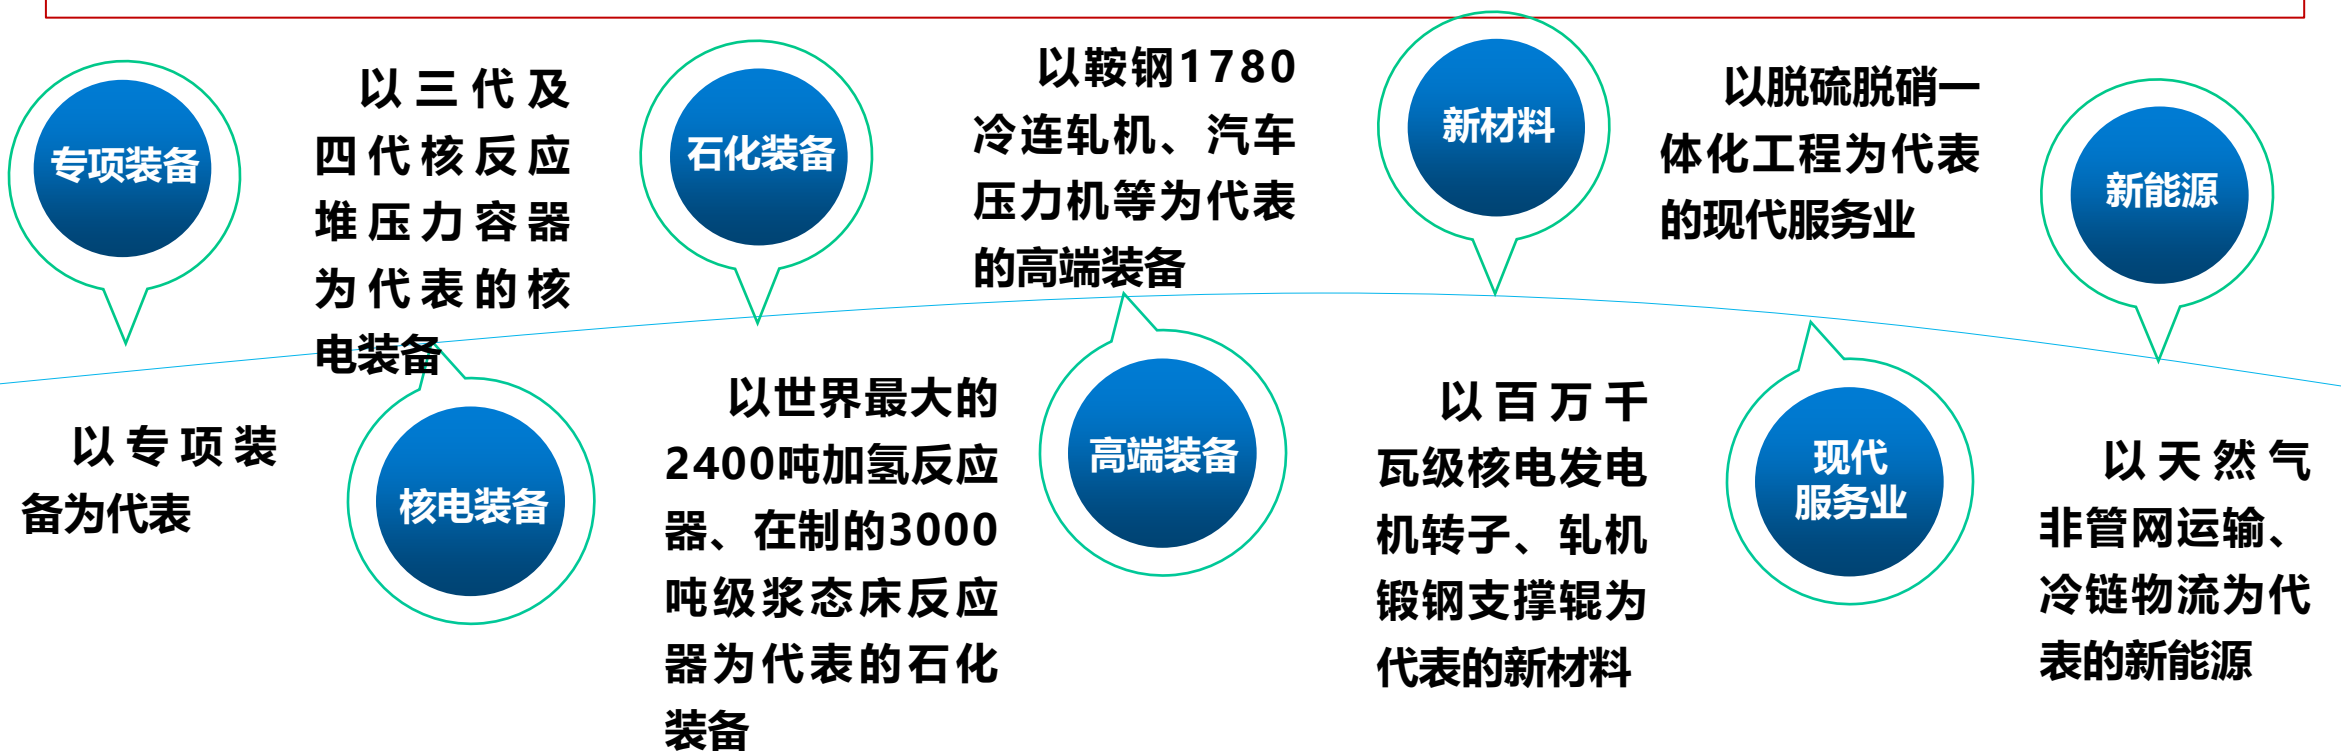 专项装备
以专项装
备为代表
以三代及
四代核反应
堆压力容器
为代表的核
电装备
核电装备
石化装备
以世界最大的
2400吨加氢反应
器、在制的3000
吨级浆态床反应
器为代表的石化
装备
以鞍钢1780
冷连轧机、汽车
压力机等为代表
的高端装备
高端装备
新材料
以百万千
瓦级核电发电
机转子、轧机
锻钢支撑辊为
代表的新材料
以脱硫脱硝一
体化工程为代表
的现代服务业
现代
服务业
新能源
以天然气
非管网运输、
冷链物流为代
表的新能源